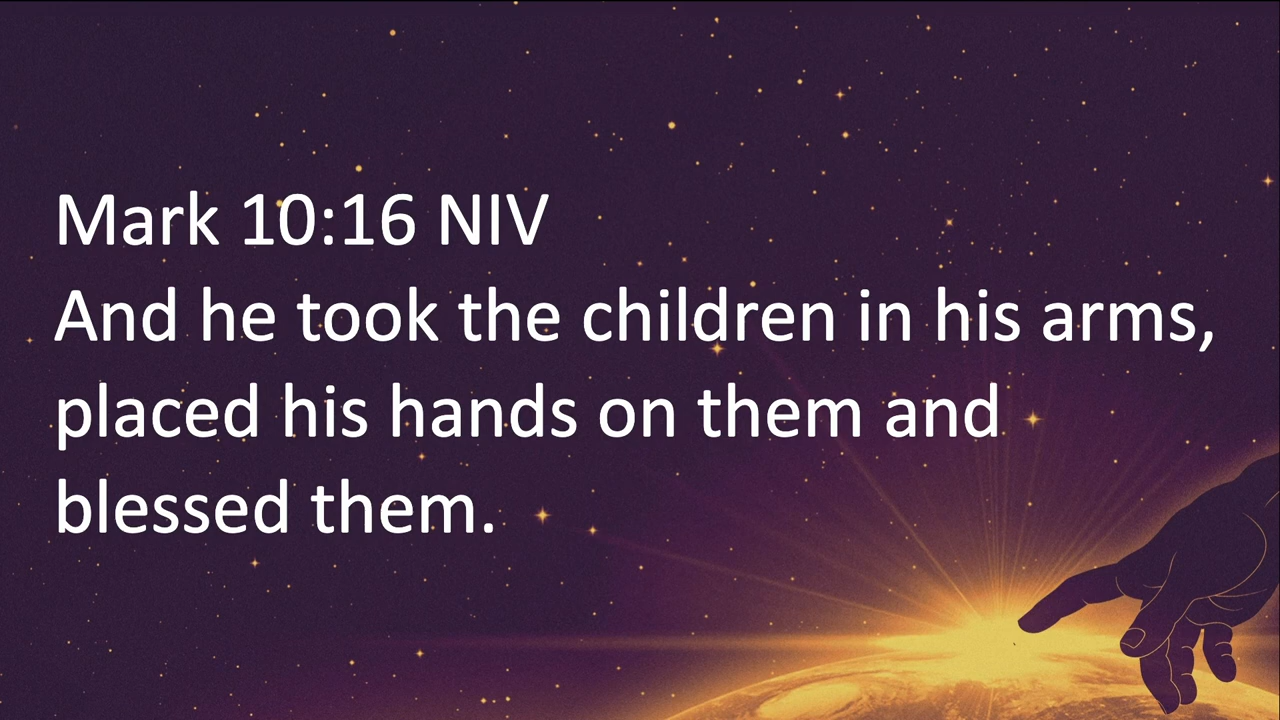 Mark 10:16 NIV
And he took the children in his arms,
placed his hands on them and
blessed them.